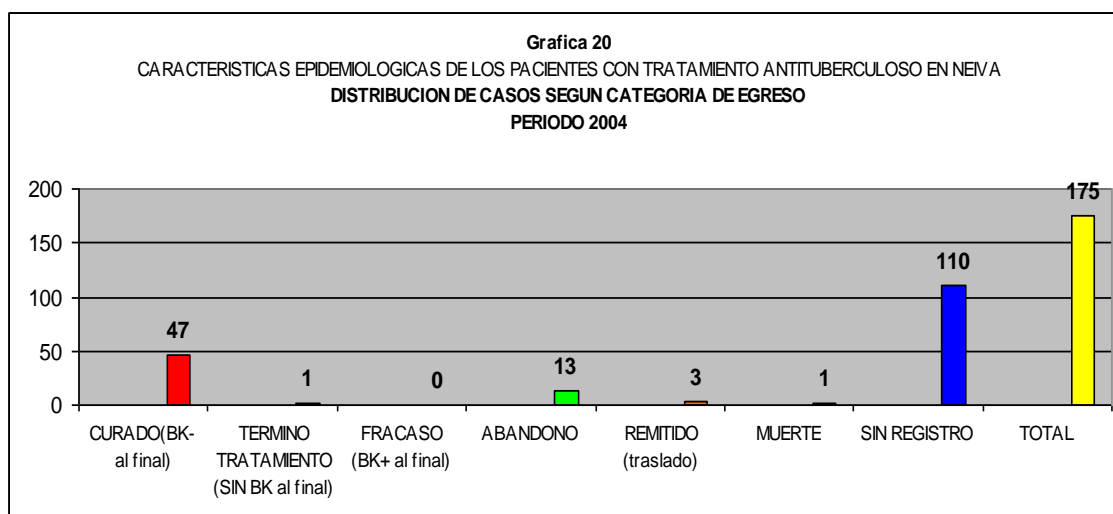 Grafica 20
CARACTERISTICAS EPIDEMIOLOGICAS DE LOS PACIENTES CON TRATAMIENTO ANTITUBERCULOSO EN NEIVA
DISTRIBUCION DE CASOS SEGUN CATEGORIA DE EGRESO
PERIODO 2004
200
150
100
50
0
47
1
0
13
3
1
110
175
CURADO(BK-
al final)
TERMINO
TRATAMIENTO
(SIN BK al final)
FRACASO
(BK+ al final)
ABANDONO
REMITIDO
(traslado)
MUERTE
SIN REGISTRO
TOTAL